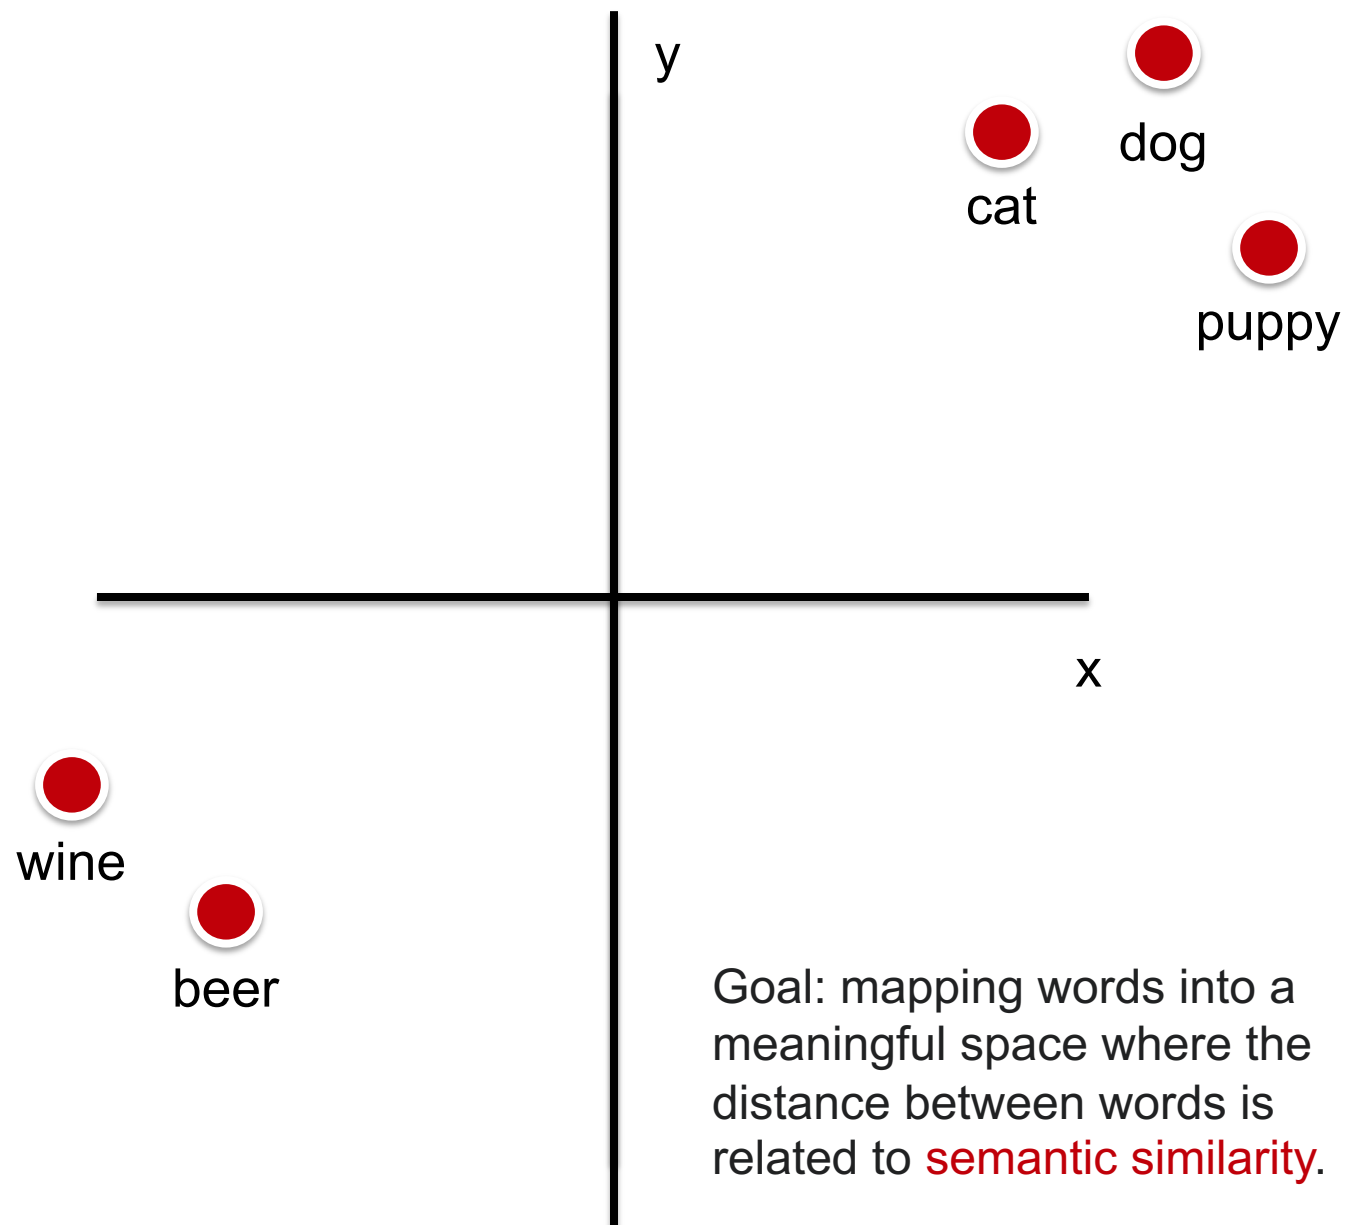 y
dog
cat
puppy
x
wine
beer
Goal: mapping words into a
meaningful space where the
distance between words is
related to semantic similarity.